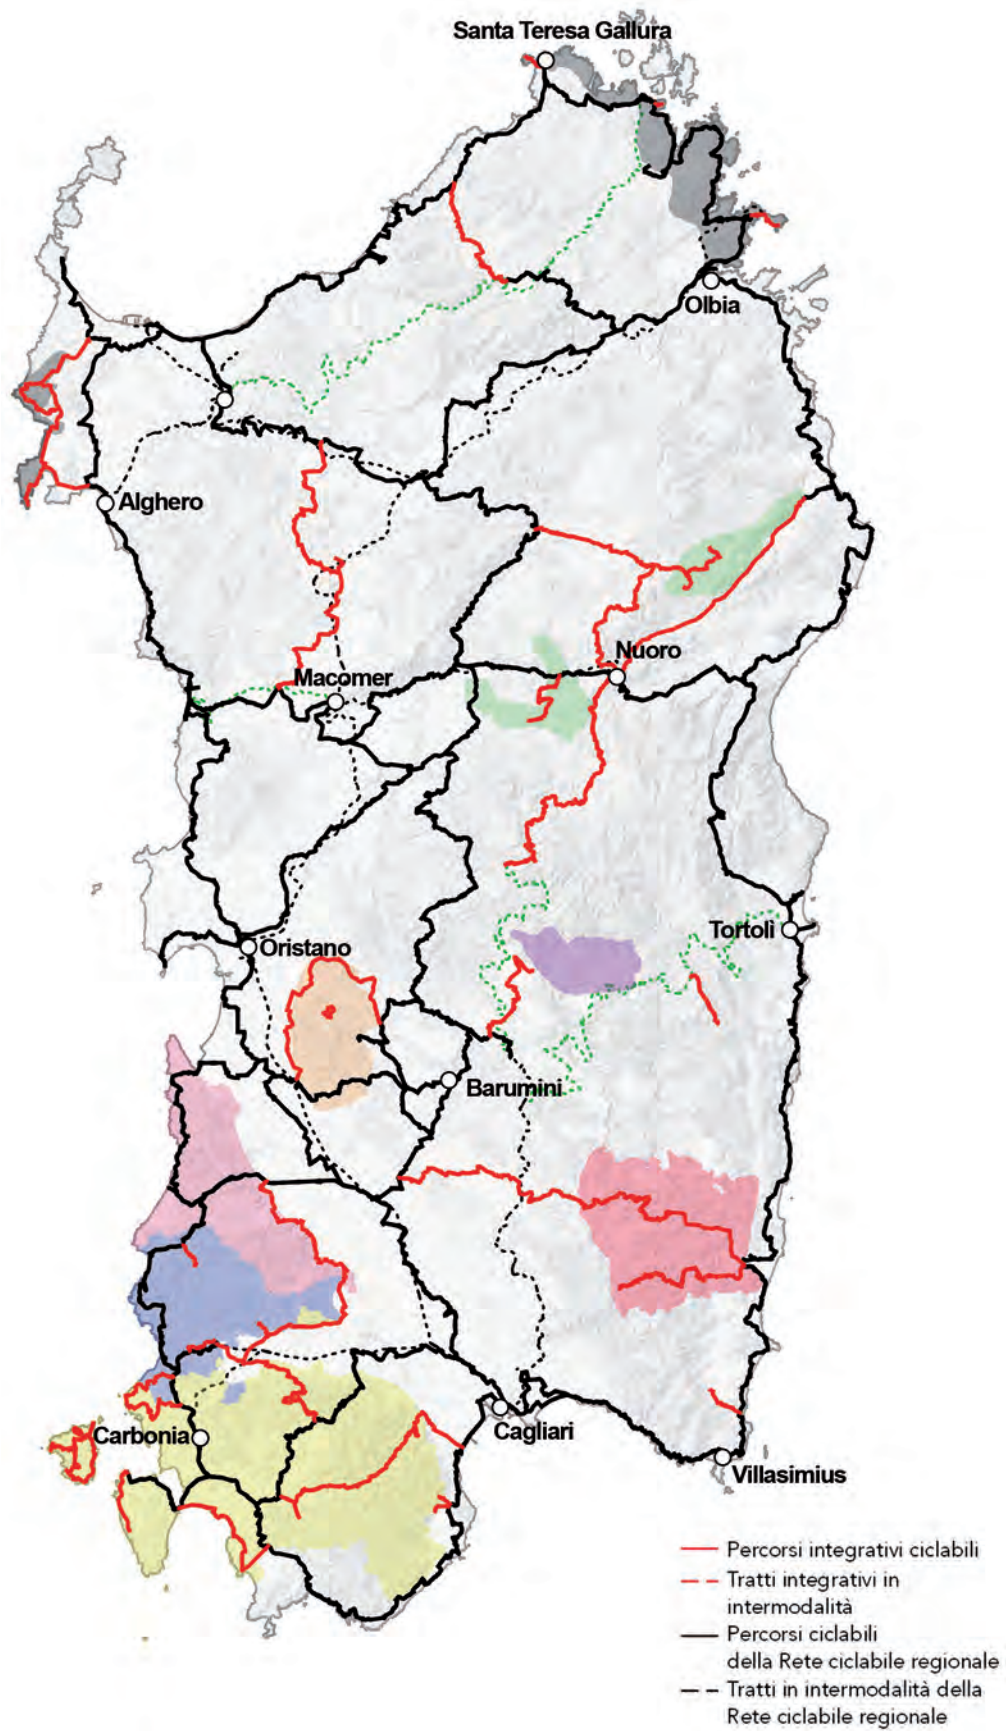 Santa Teresa Gallura
Olbia
Alghero
Nuoro
Macomer
Tortolì
Oristano
Barumini
Carbonia
Cagliari
Villasimius
Percorsi integrativi ciclabili
Tratti integrativi in
intermodalità
Percorsi ciclabili
della Rete ciclabile regionale
Tratti in intermodalità della
Rete ciclabile regionale